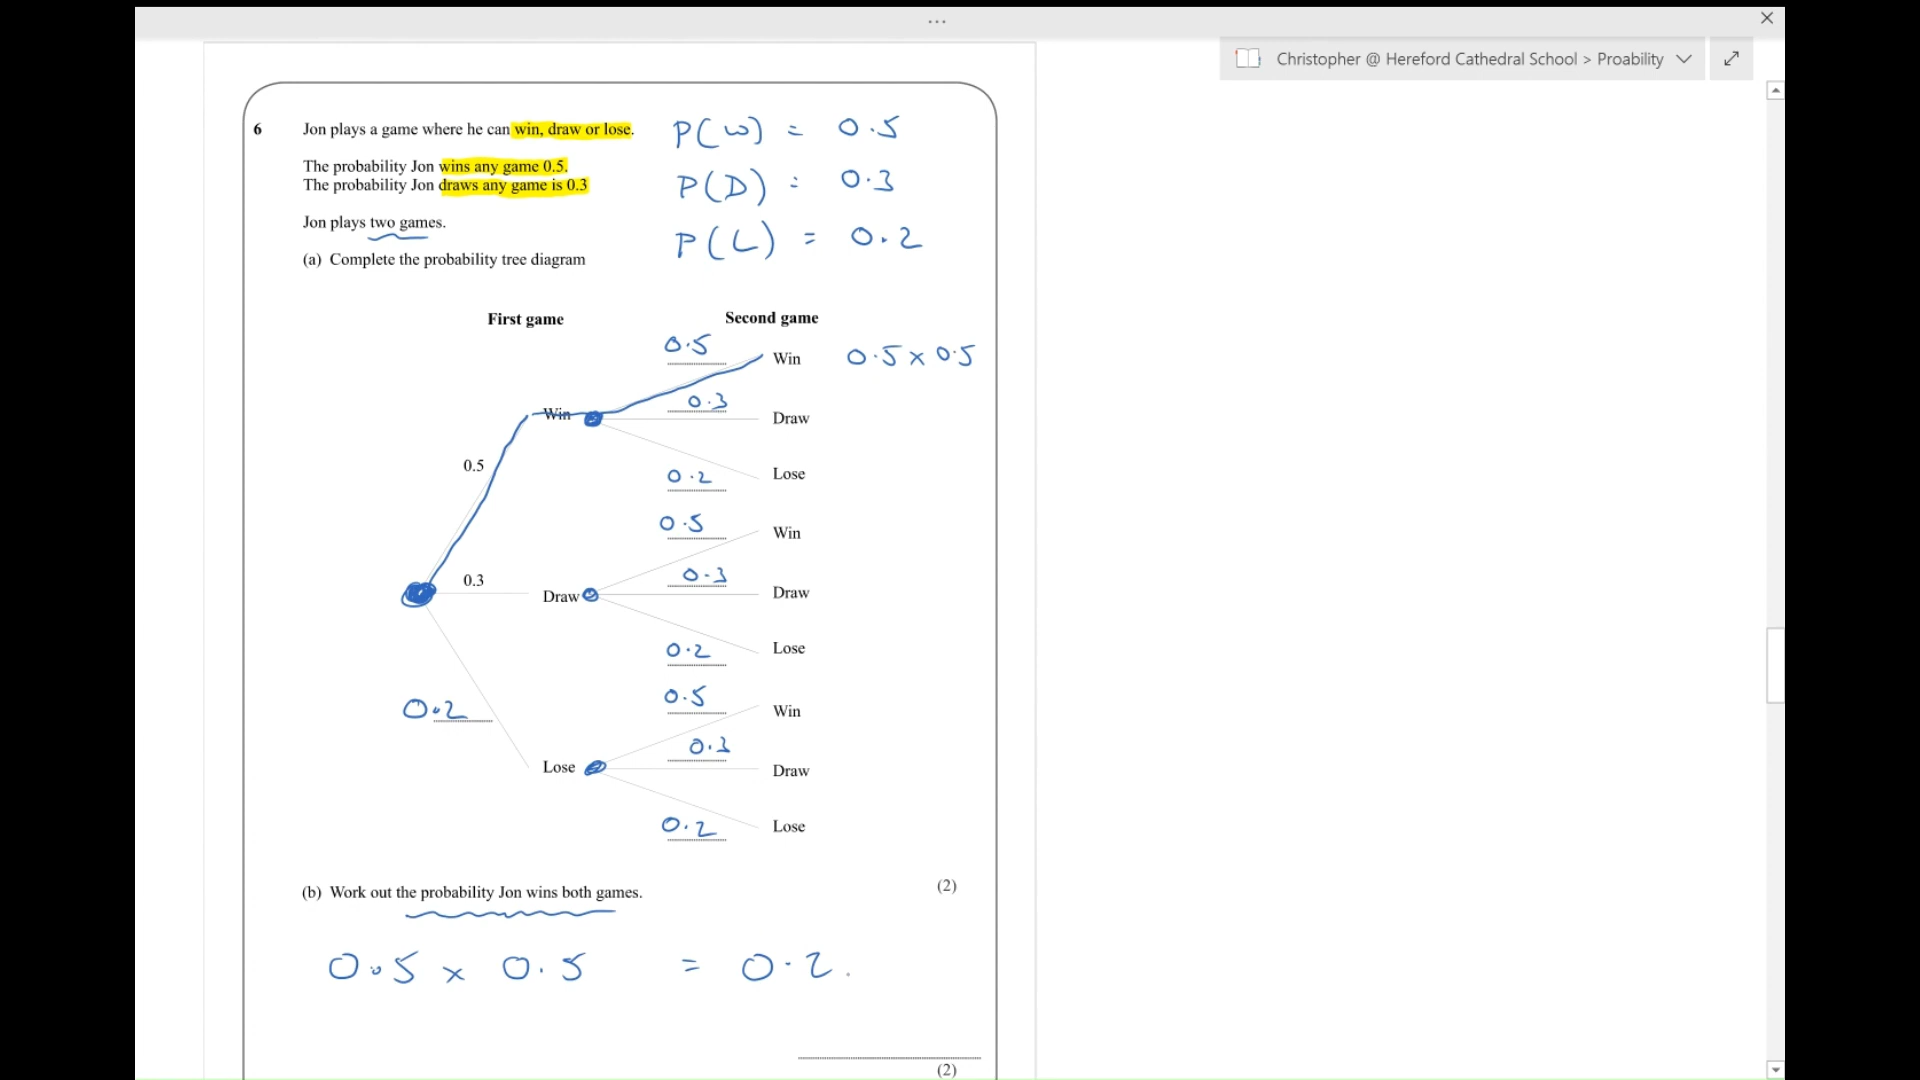 ...
Christopher @ Hereford Cathedral School > Proability
6 Jon plays a game where he can win, draw or lose.
P(W) = 0.5
The probability Jon wins any game 0.5.
The probability Jon draws any game is 0.3
P(D) = 0.3
Jon plays two games.
P(L) = 0.2
(a) Complete the probability tree diagram
First game Second game
0.5 Win 0.5 x 0.5
0.3
Win Draw
0.5
0.2 Lose
0.5 Win
0.3 0.3
Draw Draw
0.2 Lose
0.2 0.5 Win
0.3
Lose Draw
0.2 Lose
(2)
(b) Work out the probability Jon wins both games.
0.5 x 0.5 = 0.2
(2)